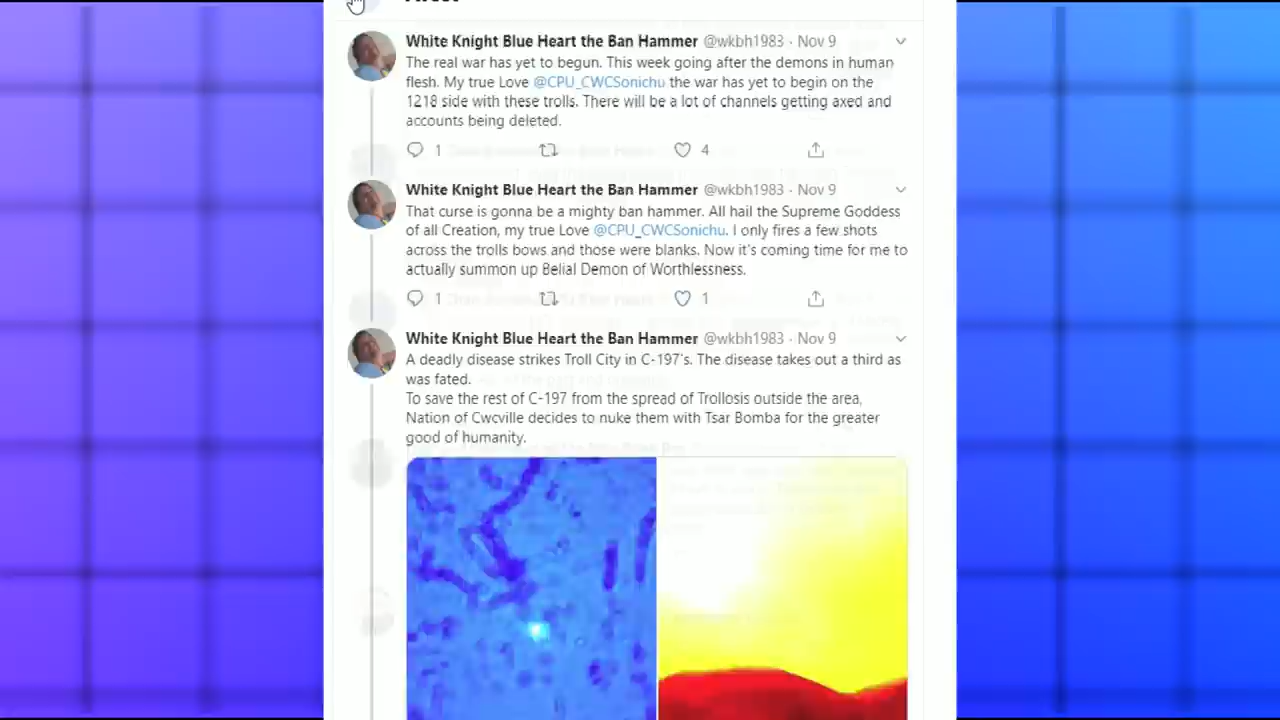 White Knight Blue Heart the Ban Hammer @wkbh1983 · Nov 9
The real war has yet to begun. This week going after the demons in human
flesh. My true Love @CPU_CWCSonichu the war has yet to begin on the
1218 side with these trolls. There will be a lot of channels getting axed and
accounts being deleted.
1 4
White Knight Blue Heart the Ban Hammer @wkbh1983 · Nov 9
That curse is gonna be a mighty ban hammer. All hail the Supreme Goddess
of all Creation, my true Love @CPU_CWCSonichu. I only fires a few shots
across the trolls bows and those were blanks. Now it's coming time for me to
actually summon up Belial Demon of Worthlessness.
1 1
White Knight Blue Heart the Ban Hammer @wkbh1983 · Nov 9
A deadly disease strikes Troll City in C-197's. The disease takes out a third as
was fated.
To save the rest of C-197 from the spread of Trollosis outside the area,
Nation of Cwcville decides to nuke them with Tsar Bomba for the greater
good of humanity.